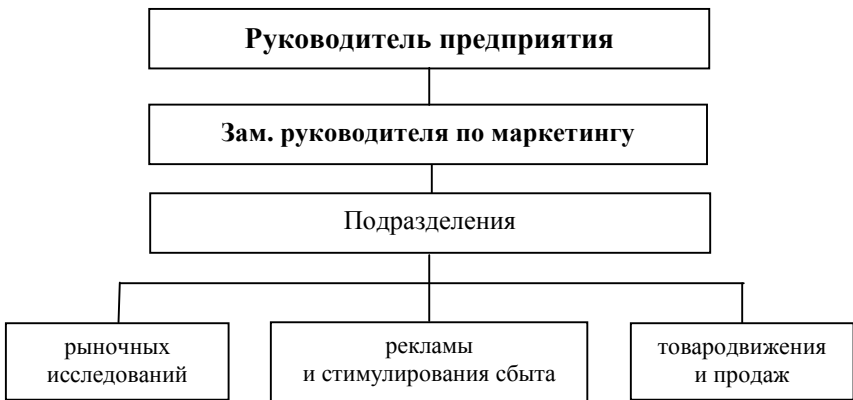 Руководитель предприятия
Зам. руководителя по маркетингу
Подразделения
рыночных
исследований
рекламы
и стимулирования сбыта
товародвижения
и продаж